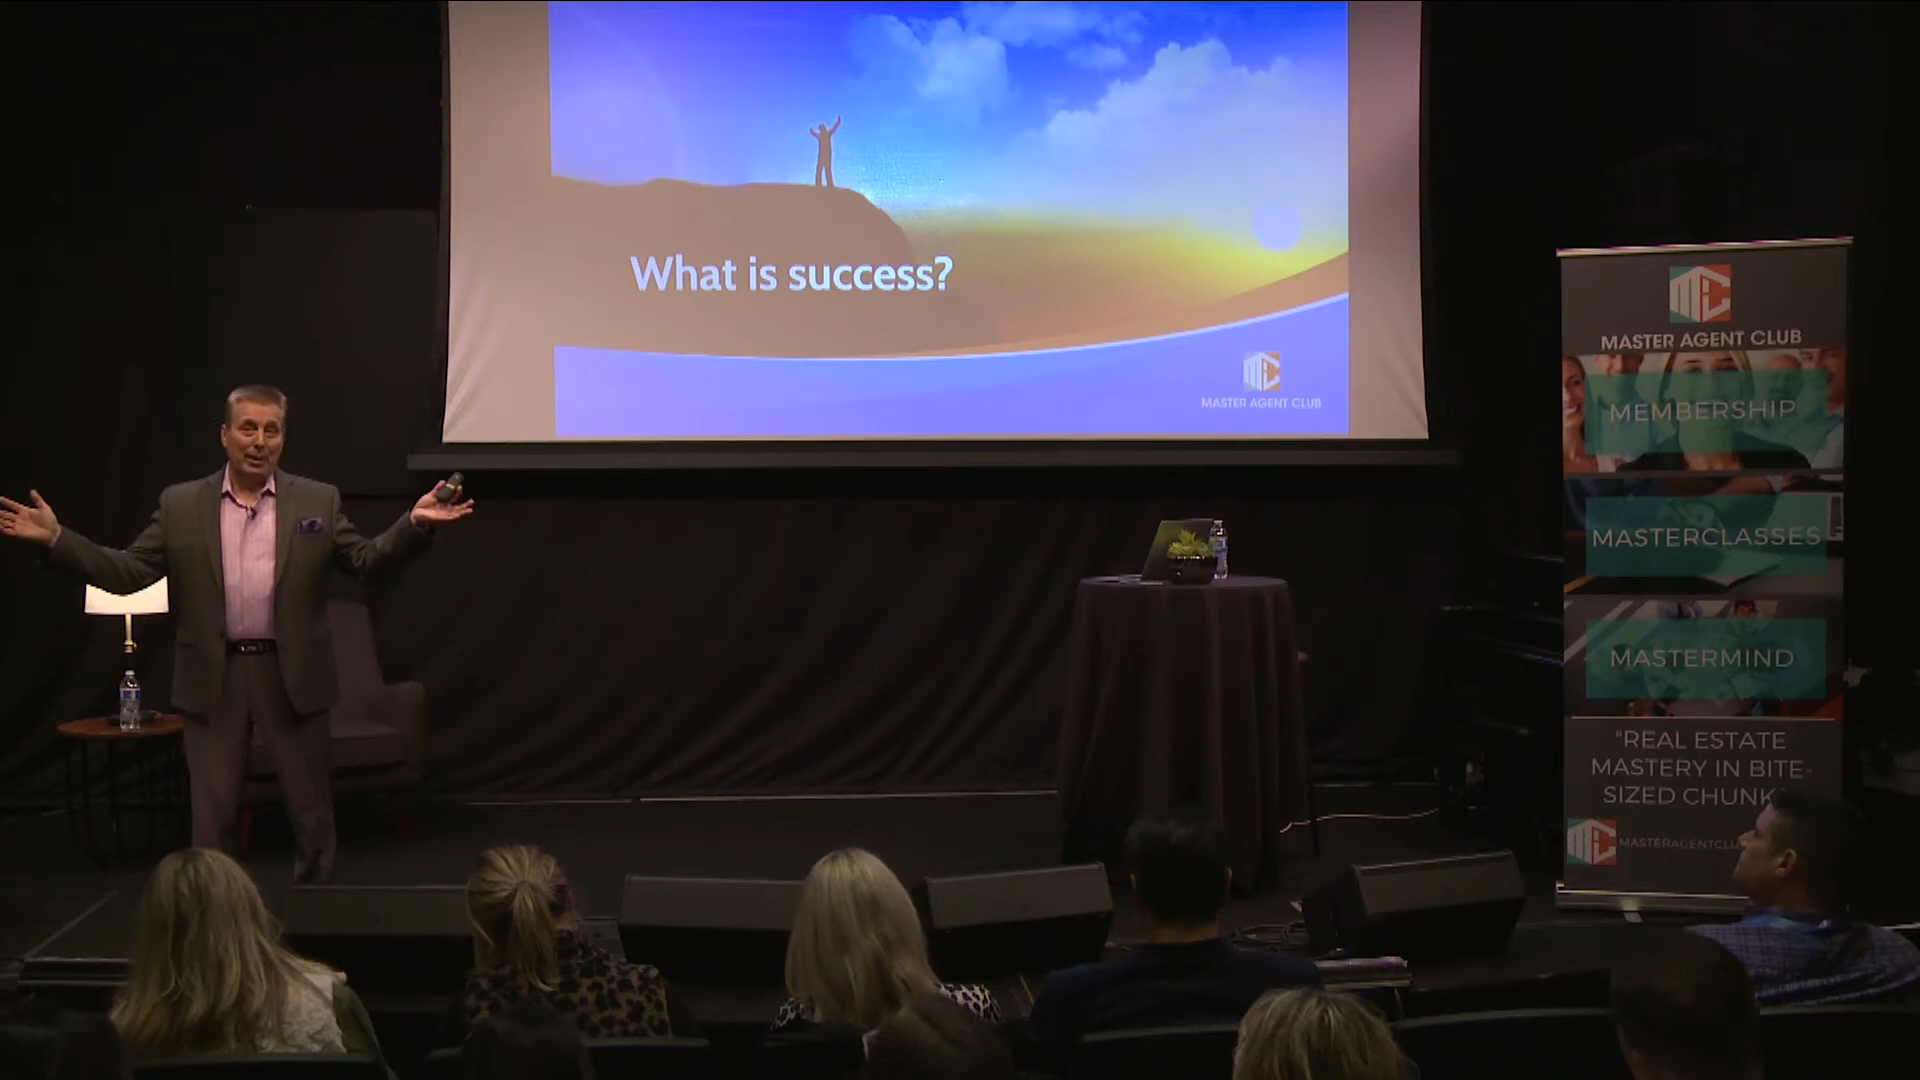 What is success?
MASTER AGENT CLUB
MASTER AGENT CLUB
MEMBERSHIP
MASTERCLASSES
MASTERMIND
"REAL ESTATE
MASTERY IN BITE-
SIZED CHUNK
MASTERAGENTCLU